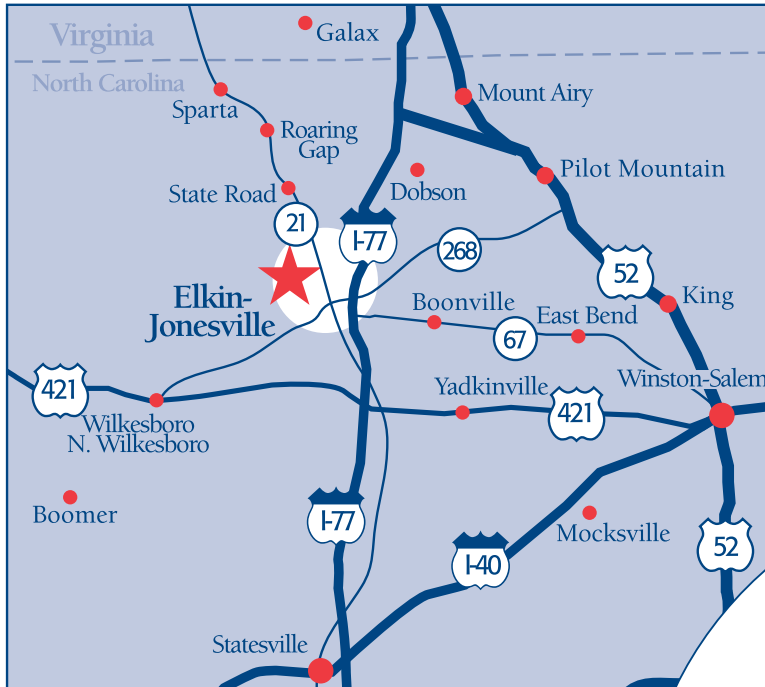 Virginia
Galax
North Carolina
Sparta
Mount Airy
Roaring
Gap
Pilot Mountain
State Road
Dobson
21
I-77
268
52
Elkin-
Jonesville
Boonville
East Bend
King
67
Winston-Salem
421
Yadkinville
421
Wilkesboro
N. Wilkesboro
Boomer
I-77
Mocksville
I-40
52
Statesville